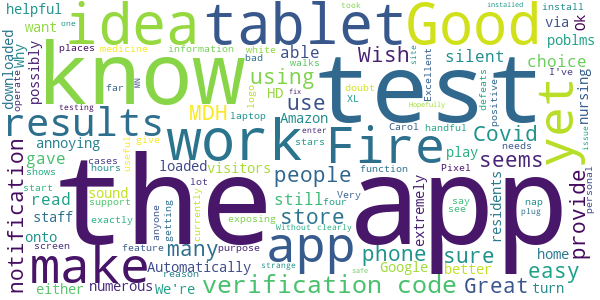 helpful one took installed install
want places medicine information white walks bad via ok
downloaded Why possibly
idea tablet Good
able Wish silent poblms
know test yet
using HD choice I've
MN far logo
results work Fire use XL nursing
MDH Amazon doubt Excellent positive defeats site
annoying testing fix Hopefully
laptop enter Carol handful Covid
shows cases hours gave loaded visitors people stars play seems
useful give function Pixel issue needs
notification the app provide
start read sound support lot still four store
staff exactly anyone getting currently exposing Very
extremely say see residents nap plug personal
onto feature purpose Without clearly
make many app phone sure easy home
screen reason Automatically strange Google better
either numerous We're verification code Great turn
safe
operate